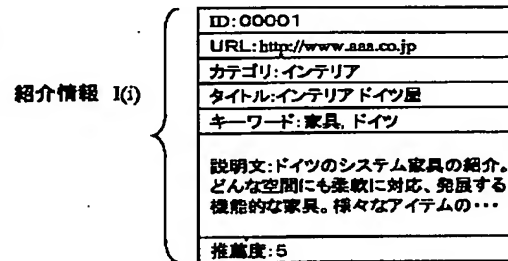 ID:00001
URL:http://www.aaa.co.jp
カテゴリ:インテリア
紹介情報 I(i)
タイトル:インテリア ドイツ屋
キーワード:家具, ドイツ
説明文:ドイツのシステム家具の紹介。
どんな空間にも柔軟に対応、発展する
機能的な家具。様々なアイテムの・・・
推薦度:5